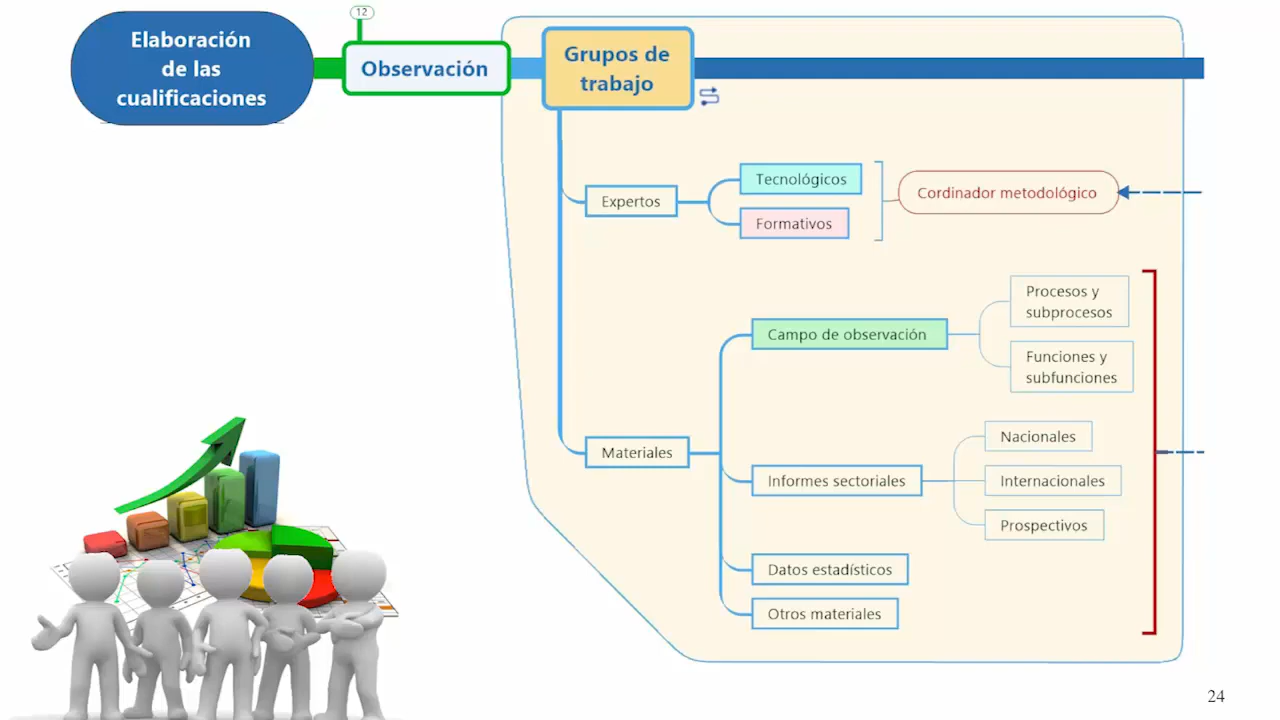 Elaboración
de las
cualificaciones
12
Observación
Grupos de
trabajo
Expertos
Tecnológicos
Formativos
Cordinador metodológico
Materiales
Campo de observación
Procesos y
subprocesos
Funciones y
subfunciones
Informes sectoriales
Nacionales
Internacionales
Prospectivos
Datos estadísticos
Otros materiales
24